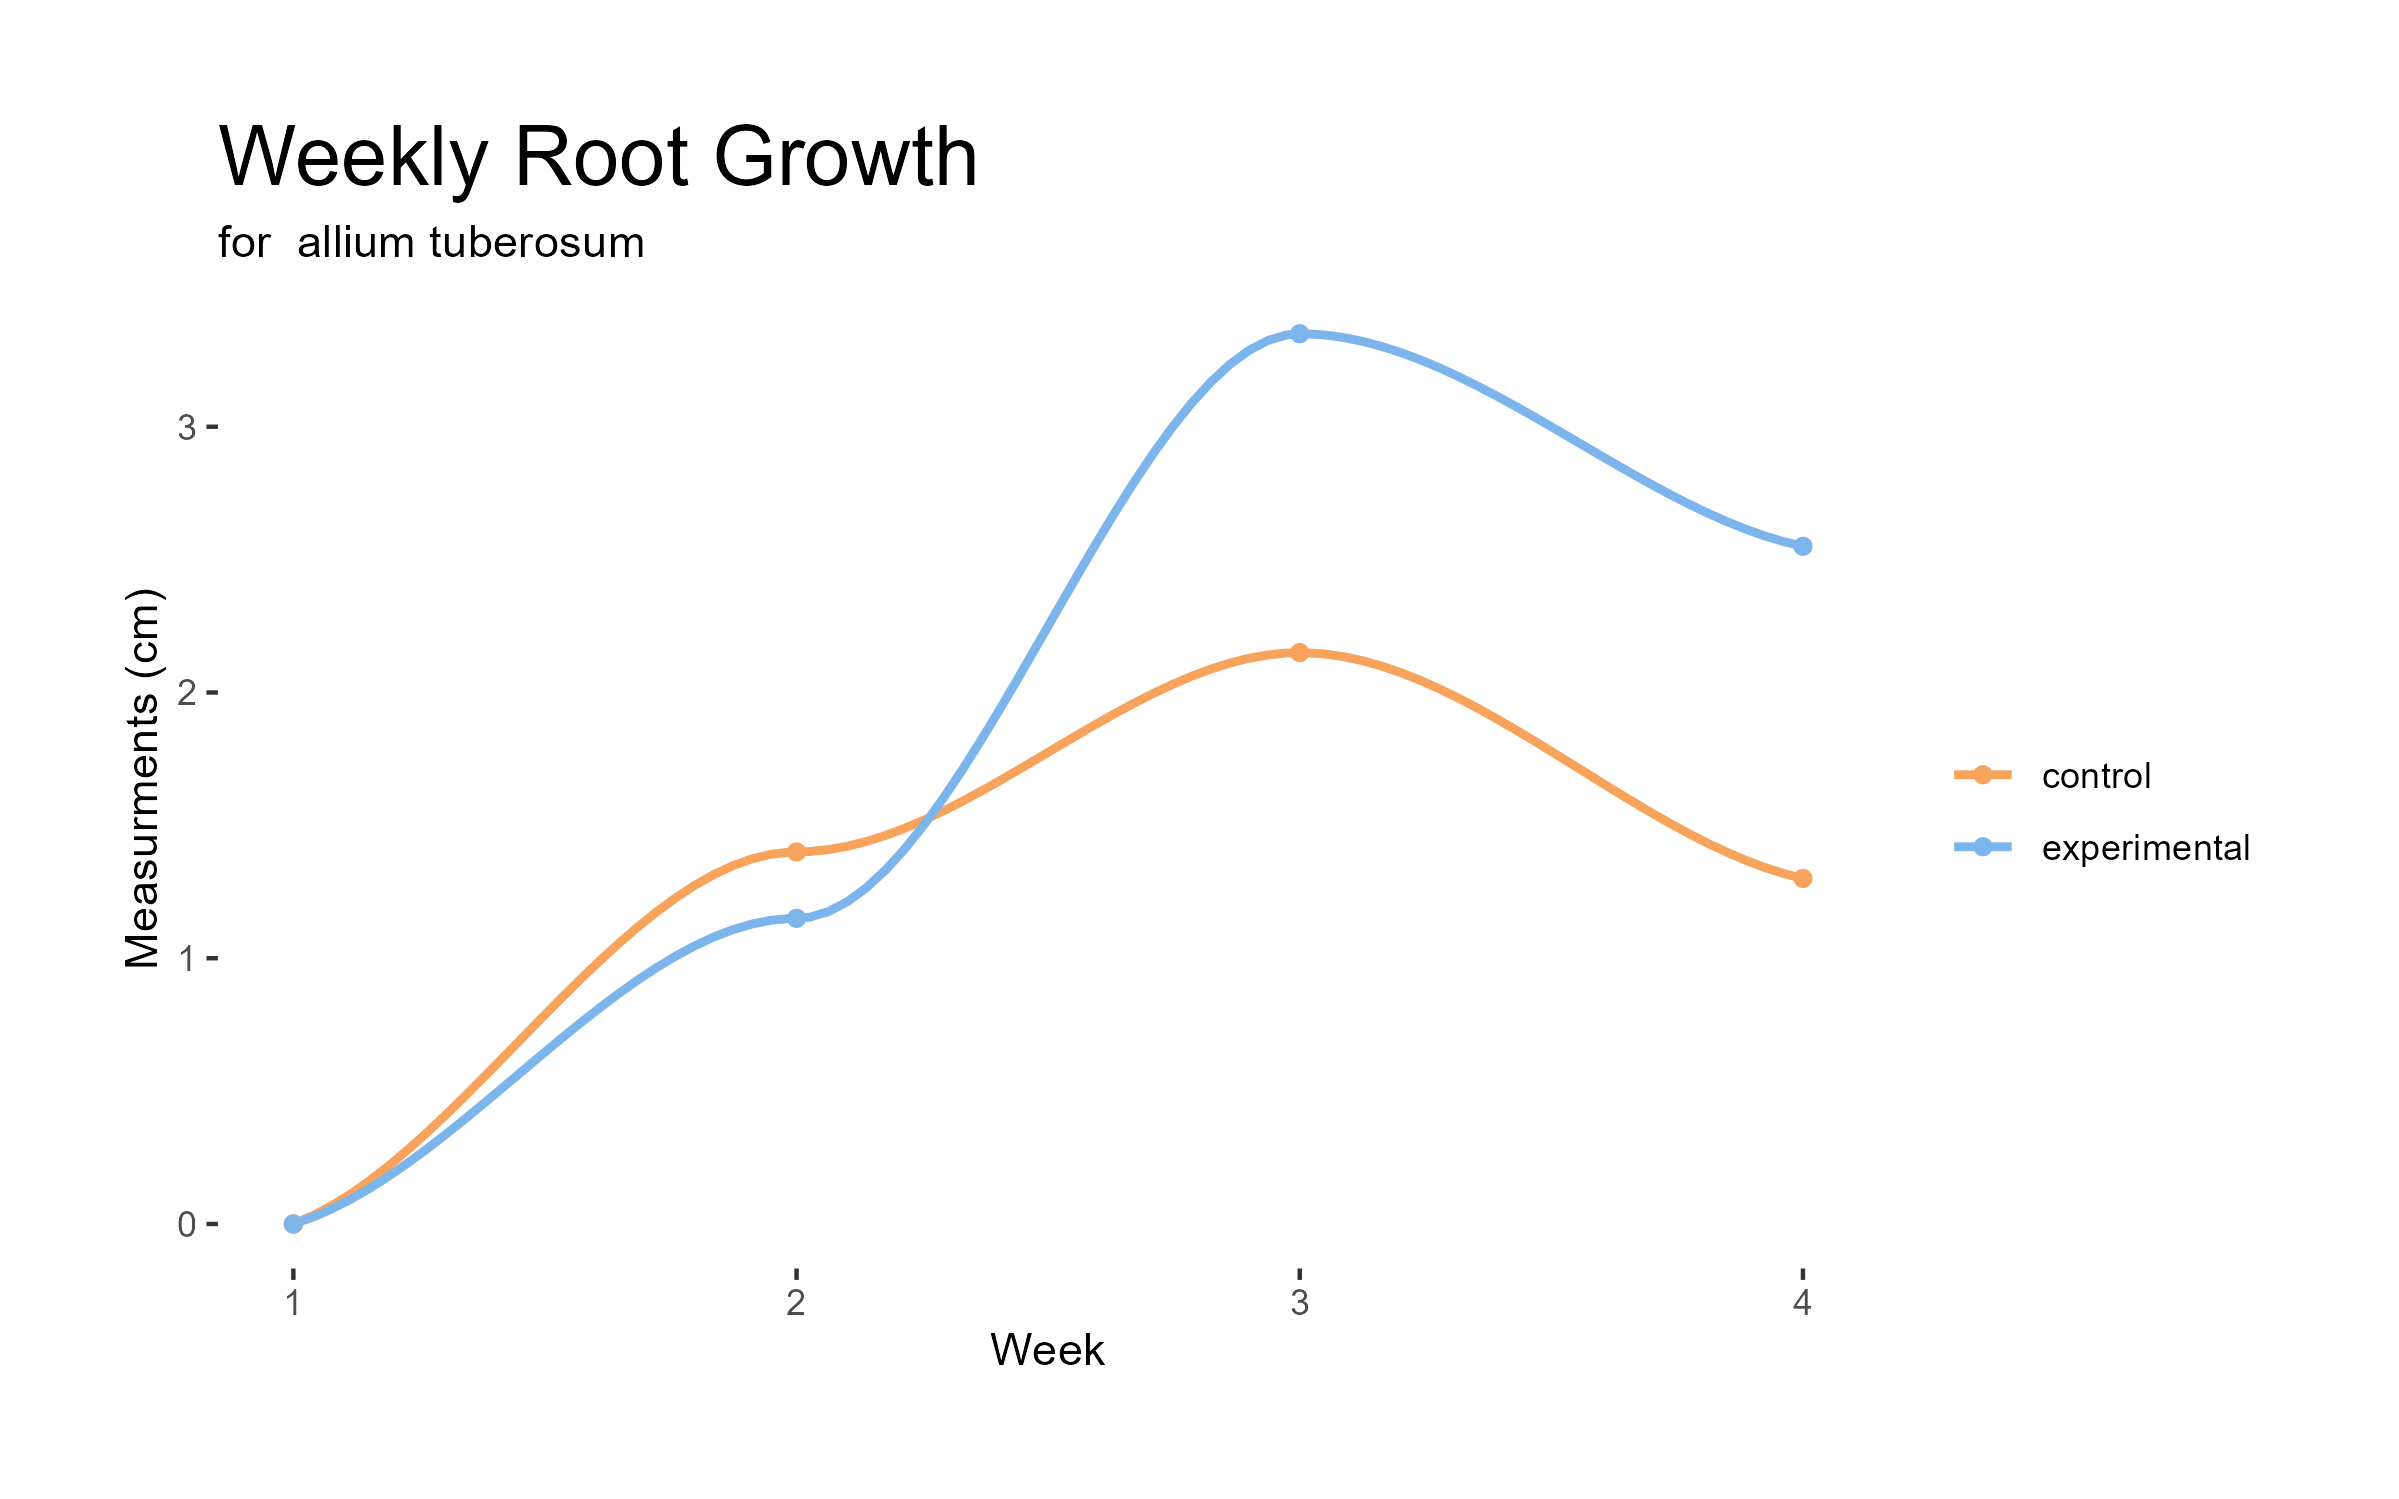 Weekly Root Growth
for  allium tuberosum
Measurments (cm)
3
2
1
0
1 2 3 4
Week
control
experimental